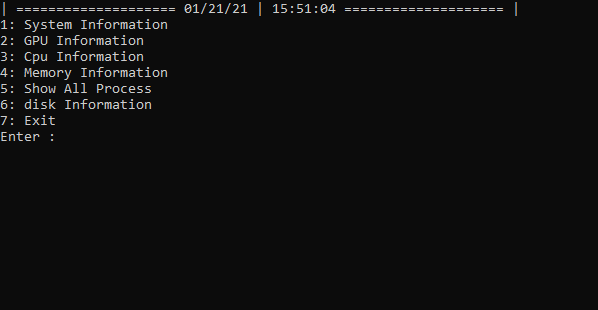 | ==================== 01/21/21 | 15:51:04 ==================== |
1: System Information
2: GPU Information
3: Cpu Information
4: Memory Information
5: Show All Process
6: disk Information
7: Exit
Enter :